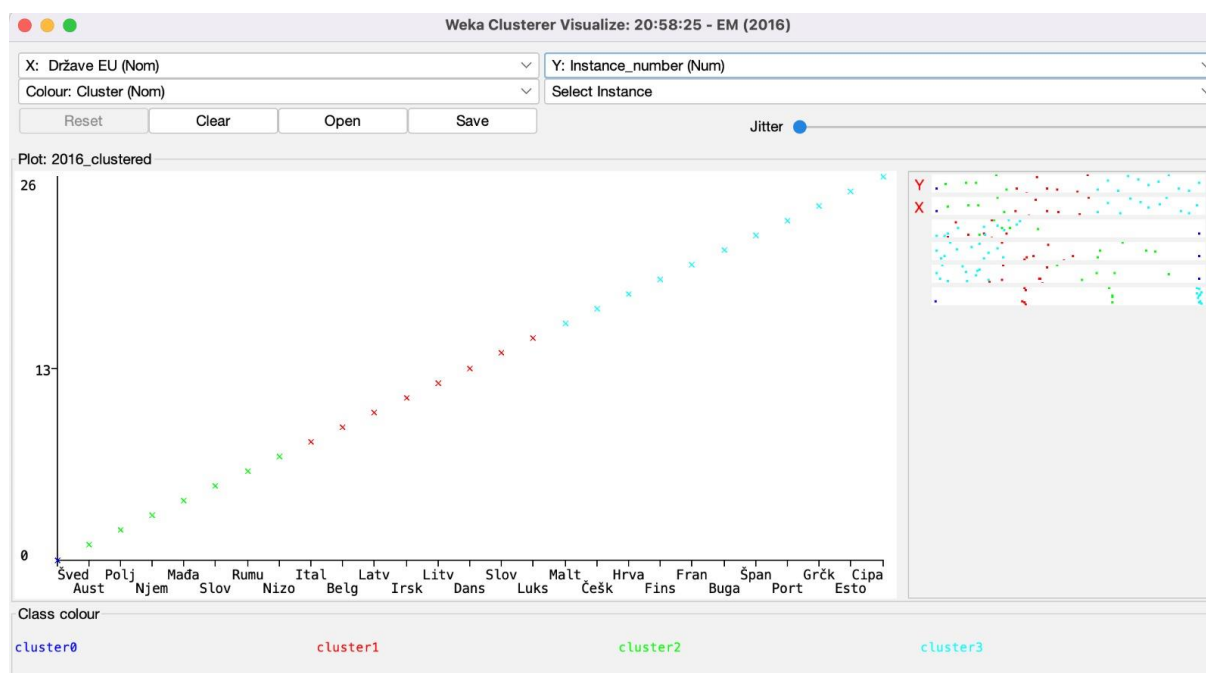 Weka Clusterer Visualize: 20:58:25 - EM (2016)
X: Države EU (Nom) Y: Instance_number (Num)
Colour: Cluster (Nom) Select Instance
Reset Clear Open Save Jitter
Plot: 2016_clustered
26
Y
X
13
0
Šved Polj Mađa Rumu Ital Latv Litv Slov Malt Hrva Fran Špan Grčk Cipa
Aust Njem Slov Nizo Belg Irsk Dans Luks Češk Fins Buga Port Esto
Class colour
cluster0 cluster1 cluster2 cluster3